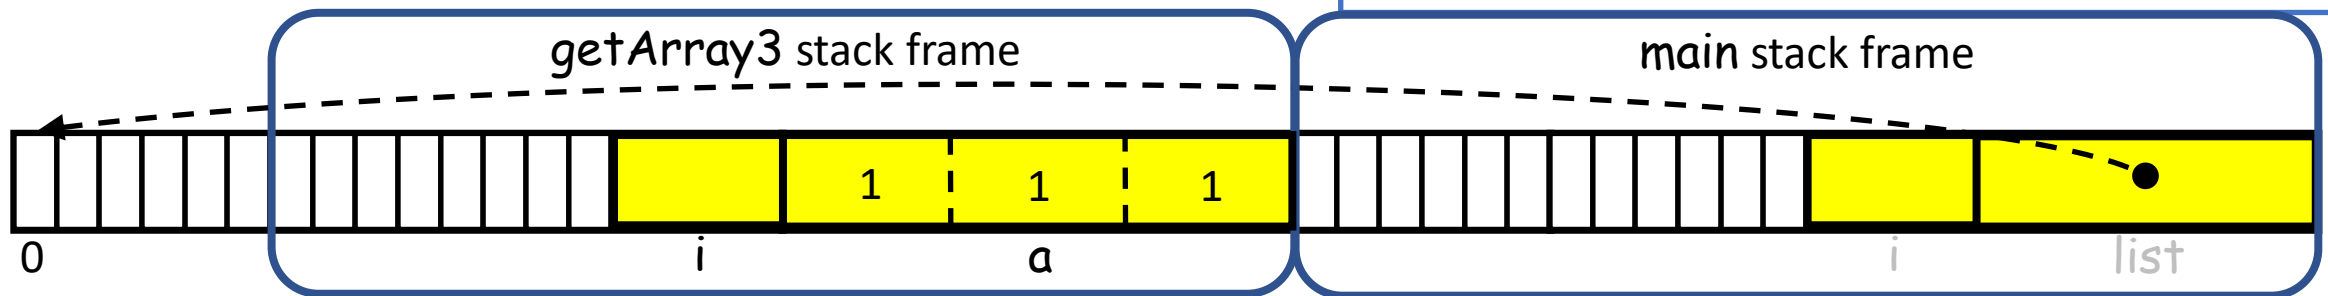 getArray3 stack frame
main stack frame
1 1 1
0 i a i list